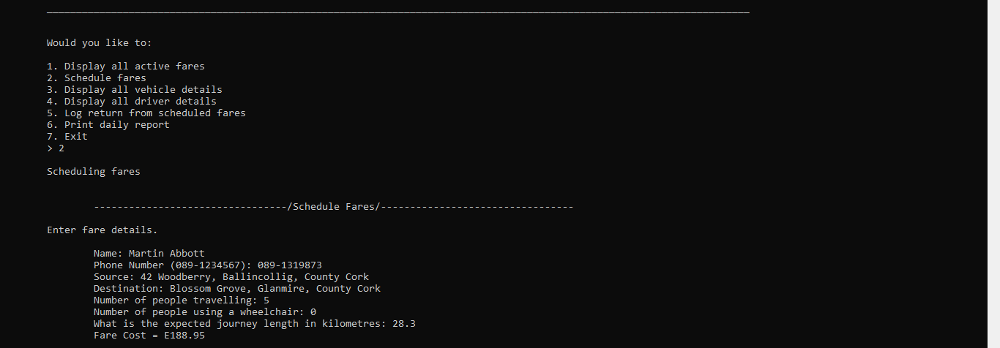 Would you like to:
1. Display all active fares
2. Schedule fares
3. Display all vehicle details
4. Display all driver details
5. Log return from scheduled fares
6. Print daily report
7. Exit
> 2
Scheduling fares
---------------------------------/Schedule Fares/---------------------------------
Enter fare details.
Name: Martin Abbott
Phone Number (089-1234567): 089-1319873
Source: 42 Woodberry, Ballincollig, County Cork
Destination: Blossom Grove, Glanmire, County Cork
Number of people travelling: 5
Number of people using a wheelchair: 0
What is the expected journey length in kilometres: 28.3
Fare Cost = E188.95